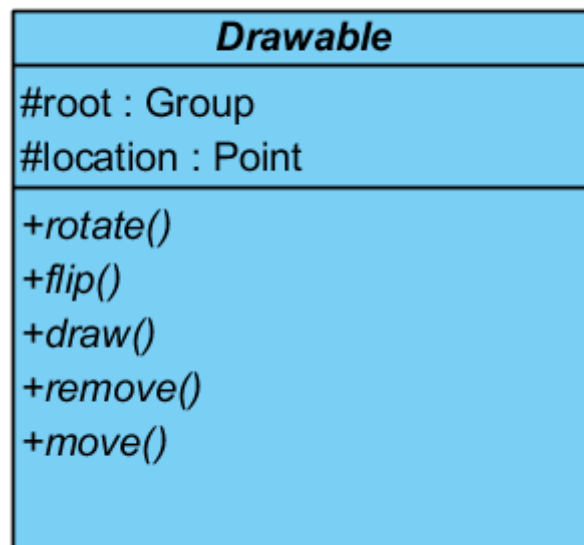 Drawable
#root : Group
#location : Point
+rotate()
+flip()
+draw()
+remove()
+move()